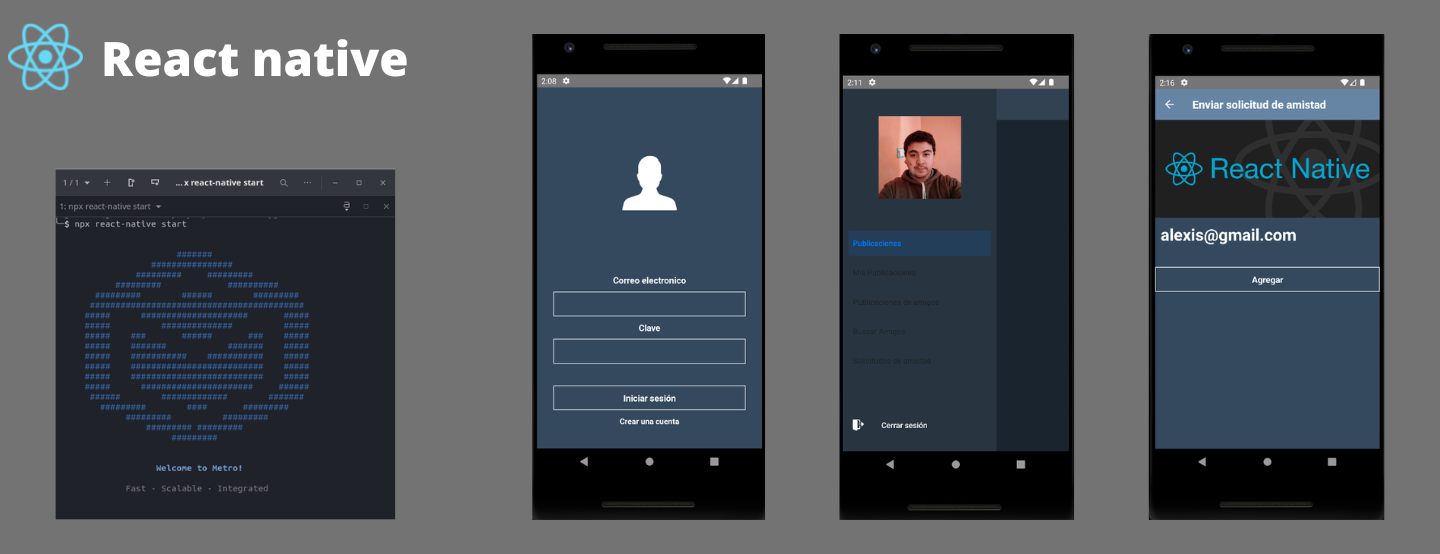 React native
1 / 1
...x react-native start
1: npx react-native start
$ npx react-native start
Welcome to Metro!
Fast - Scalable - Integrated
2:08
Correo electronico
Clave
Iniciar sesión
Crear una cuenta
2:11
Publicaciones
Mis Publicaciones
Publicaciones de amigos
Buscar Amigos
Solicitudes de amistad
Cerrar sesión
2:16
Enviar solicitud de amistad
React Native
alexis@gmail.com
Agregar